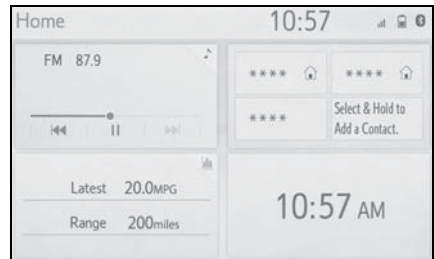 Home 10:57
FM 87.9
**** ****
**** Select & Hold to
Add a Contact.
Latest 20.0MPG
Range 200miles
10:57 AM